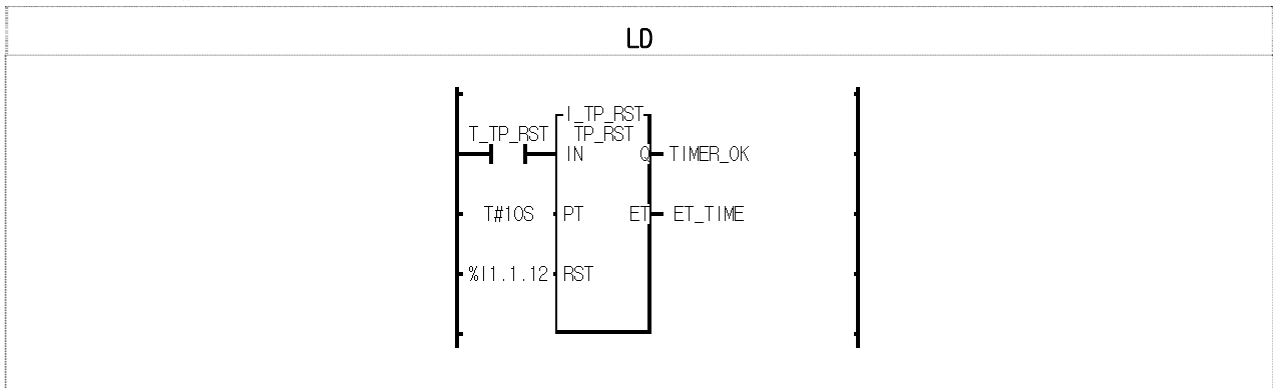 LD
I_TP_RST
T_TP_RST TP_RST
IN Q TIMER_OK
T#10S PT ET ET_TIME
%I1.1.12 RST